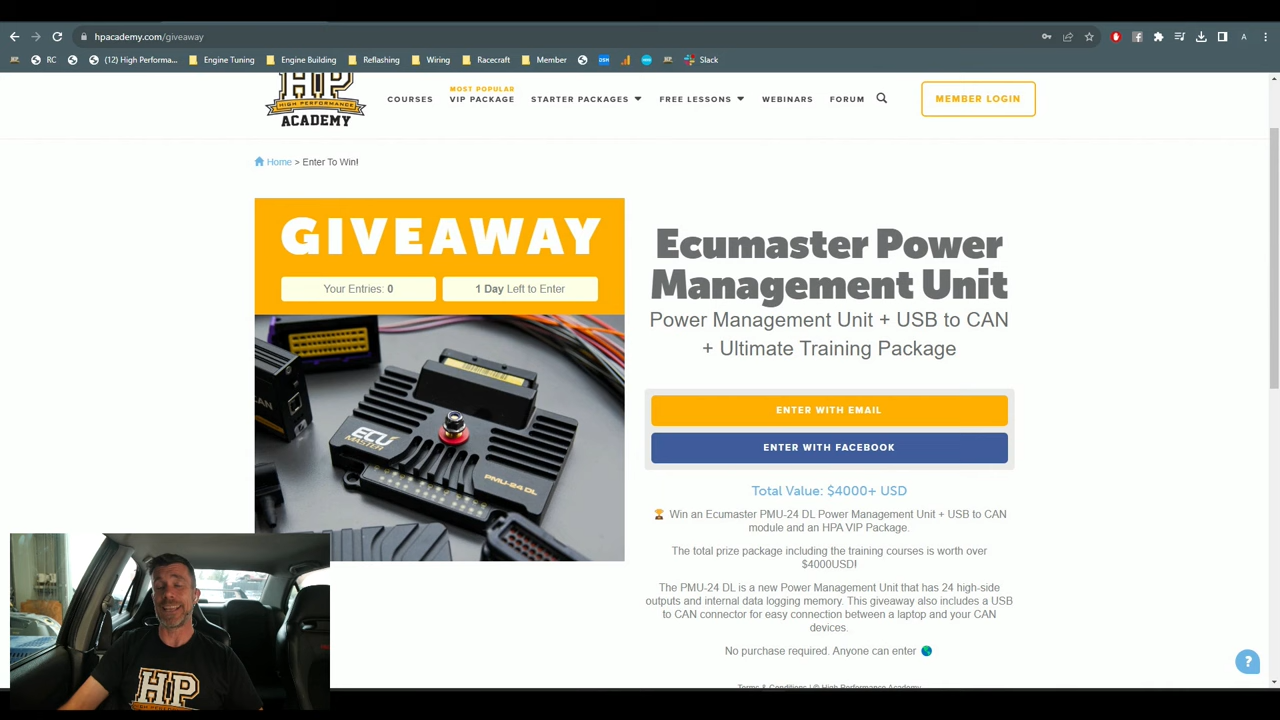 hpacademy.com/giveaway
A
RC
(12) High Performa...
Engine Tuning
Engine Building
Reflashing
Wiring
Racecraft
Member
DSH
Slack
HP
HIGH PERFORMANCE
ACADEMY
COURSES
MOST POPULAR
VIP PACKAGE
STARTER PACKAGES
FREE LESSONS
WEBINARS
FORUM
MEMBER LOGIN
Home > Enter To Win!
GIVEAWAY
Your Entries: 0
1 Day Left to Enter
CAN
ECU
MASTER
PMU-24 DL
Ecumaster Power
Management Unit
Power Management Unit + USB to CAN
+ Ultimate Training Package
ENTER WITH EMAIL
ENTER WITH FACEBOOK
Total Value: $4000+ USD
Win an Ecumaster PMU-24 DL Power Management Unit + USB to CAN
module and an HPA VIP Package.
The total prize package including the training courses is worth over
$4000USD!
The PMU-24 DL is a new Power Management Unit that has 24 high-side
outputs and internal data logging memory. This giveaway also includes a USB
to CAN connector for easy connection between a laptop and your CAN
devices.
No purchase required. Anyone can enter
Terms & Conditions | © High Performance Academy
?
HP